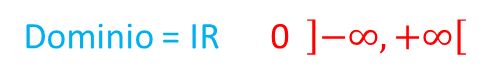 Dominio = IR 0 ]−∞, +∞[